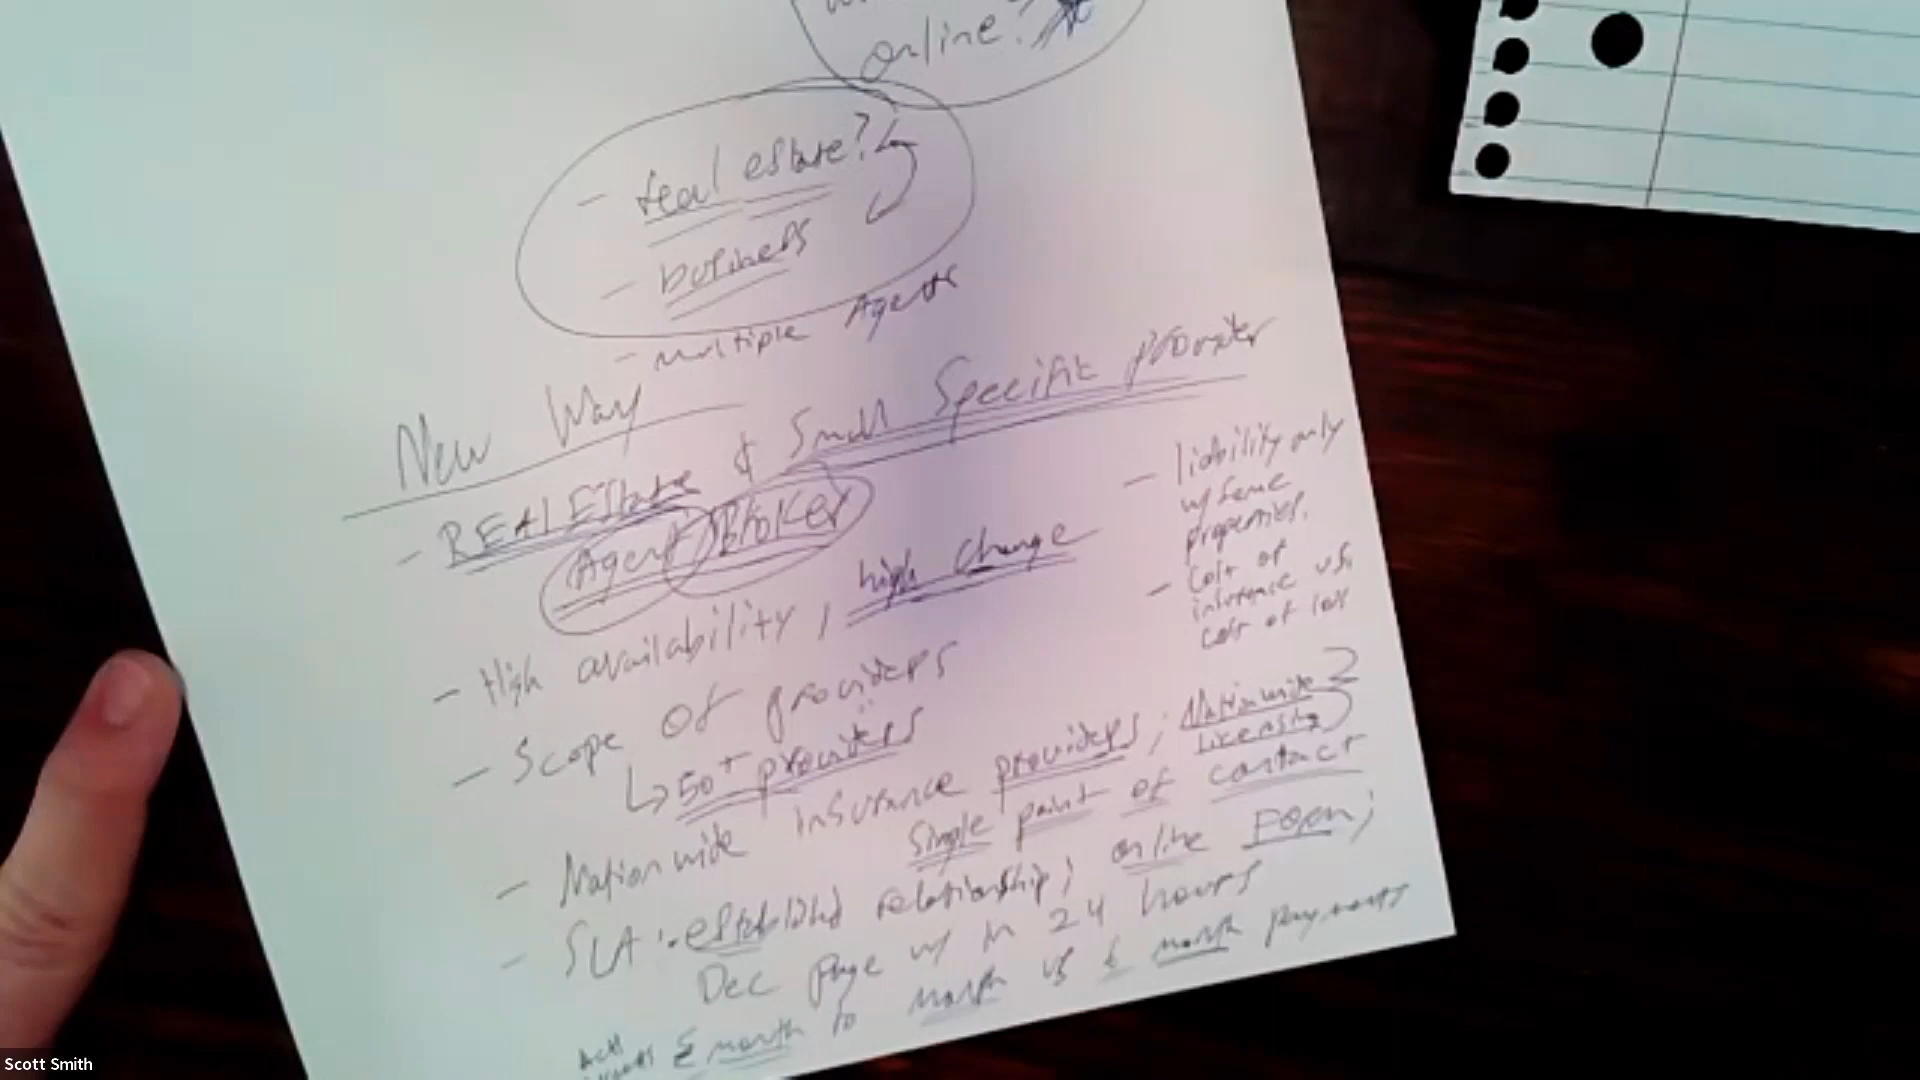 online?
- real estate?
- business
- multiple Agents
New Way
- REAL EState & Small Specific provider
Agent Broker
- High availability, high change
- Scope of providers
↳ 50+ providers
- Nationwide insurance providers; Nationwide
licensing
Single point of contact
- SLA: established relationship; online Form;
Dec page w/ in 24 hours
month to month vs 6 month payments
- liability only
w/ some
properties.
- Cost of
insurance vs.
cost of loss
Scott Smith